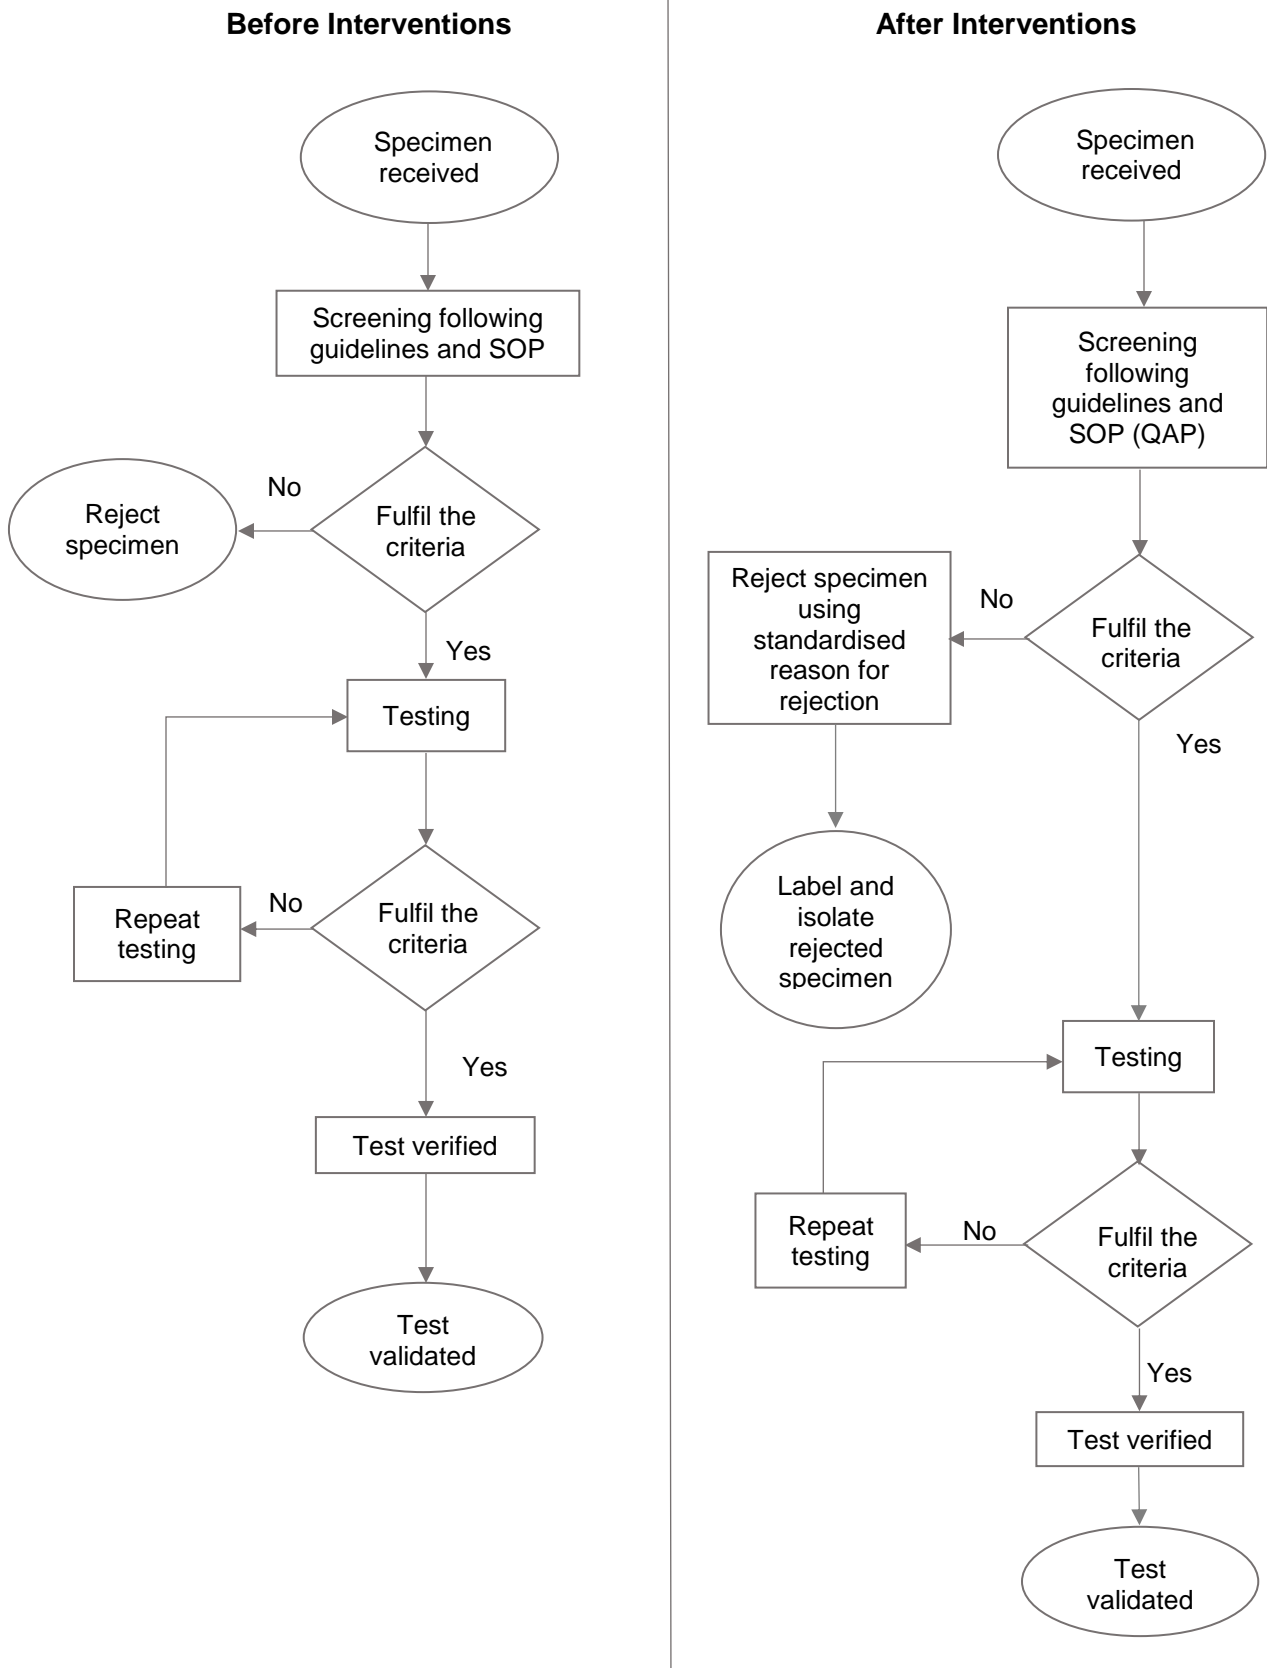 Before Interventions
Specimen
received
Screening following
guidelines and SOP
No
Fulfil the
criteria
Reject
specimen
Yes
Testing
No
Fulfil the
criteria
Repeat
testing
Yes
Test verified
Test
validated
After Interventions
Specimen
received
Screening
following
guidelines and
SOP (QAP)
Reject specimen
using
standardised
reason for
rejection
No
Fulfil the
criteria
Yes
Label and
isolate
rejected
specimen
Testing
Repeat
testing
No
Fulfil the
criteria
Yes
Test verified
Test
validated